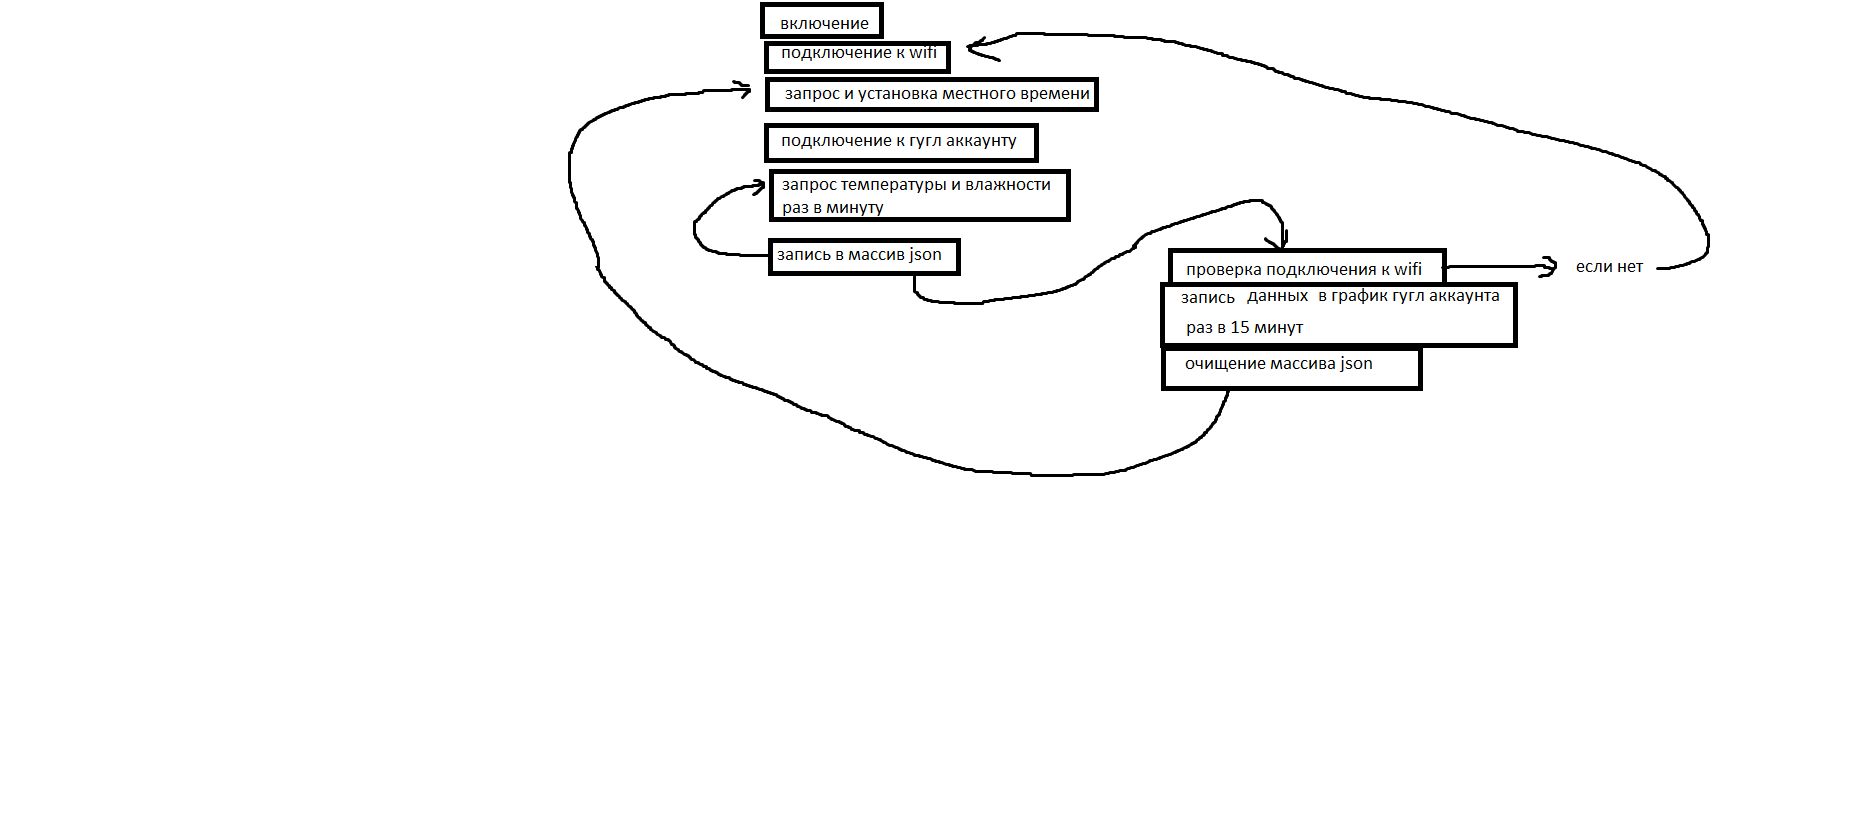 включение
подключение к wifi
запрос и установка местного времени
подключение к гугл аккаунту
запрос температуры и влажности
раз в минуту
запись в массив json
проверка подключения к wifi
если нет
запись данных в график гугл аккаунта
раз в 15 минут
очищение массива json